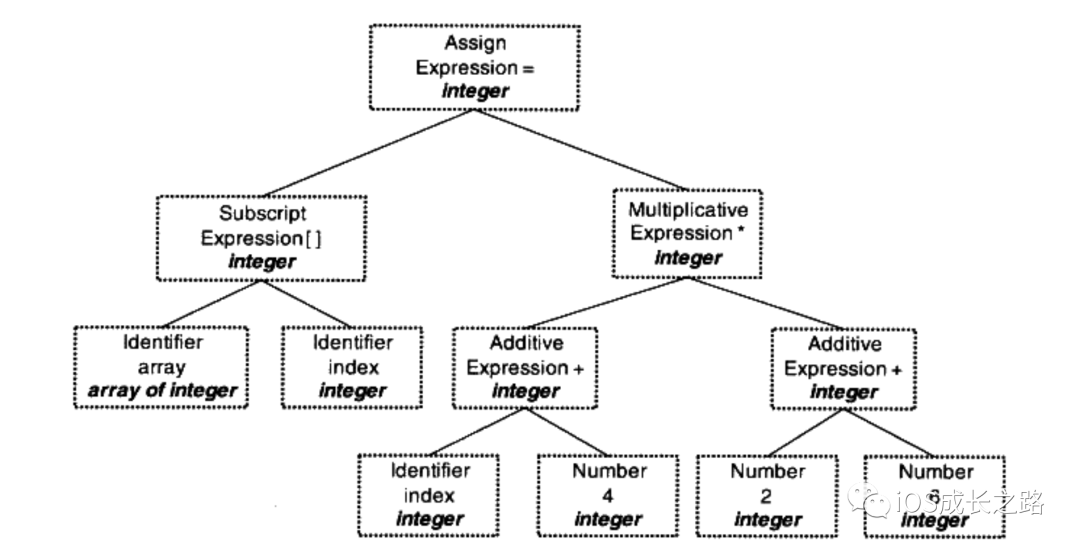 Assign
Expression =
integer
Subscript
Expression [ ]
integer
Multiplicative
Expression *
integer
Identifier
array
array of integer
Identifier
index
integer
Additive
Expression +
integer
Additive
Expression +
integer
Identifier
index
integer
Number
4
integer
Number
2
integer
Number
6
integer
iOS成长之路